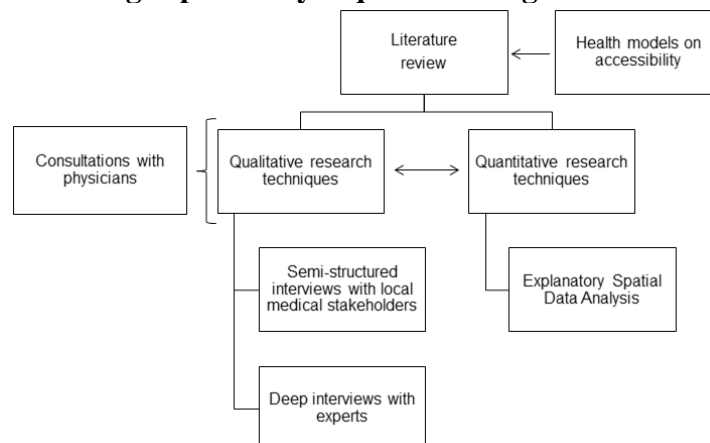 Literature
review
Health models on
accessibility
Consultations with
physicians
Qualitative research
techniques
Quantitative research
techniques
Semi-structured
interviews with local
medical stakeholders
Explanatory Spatial
Data Analysis
Deep interviews with
experts